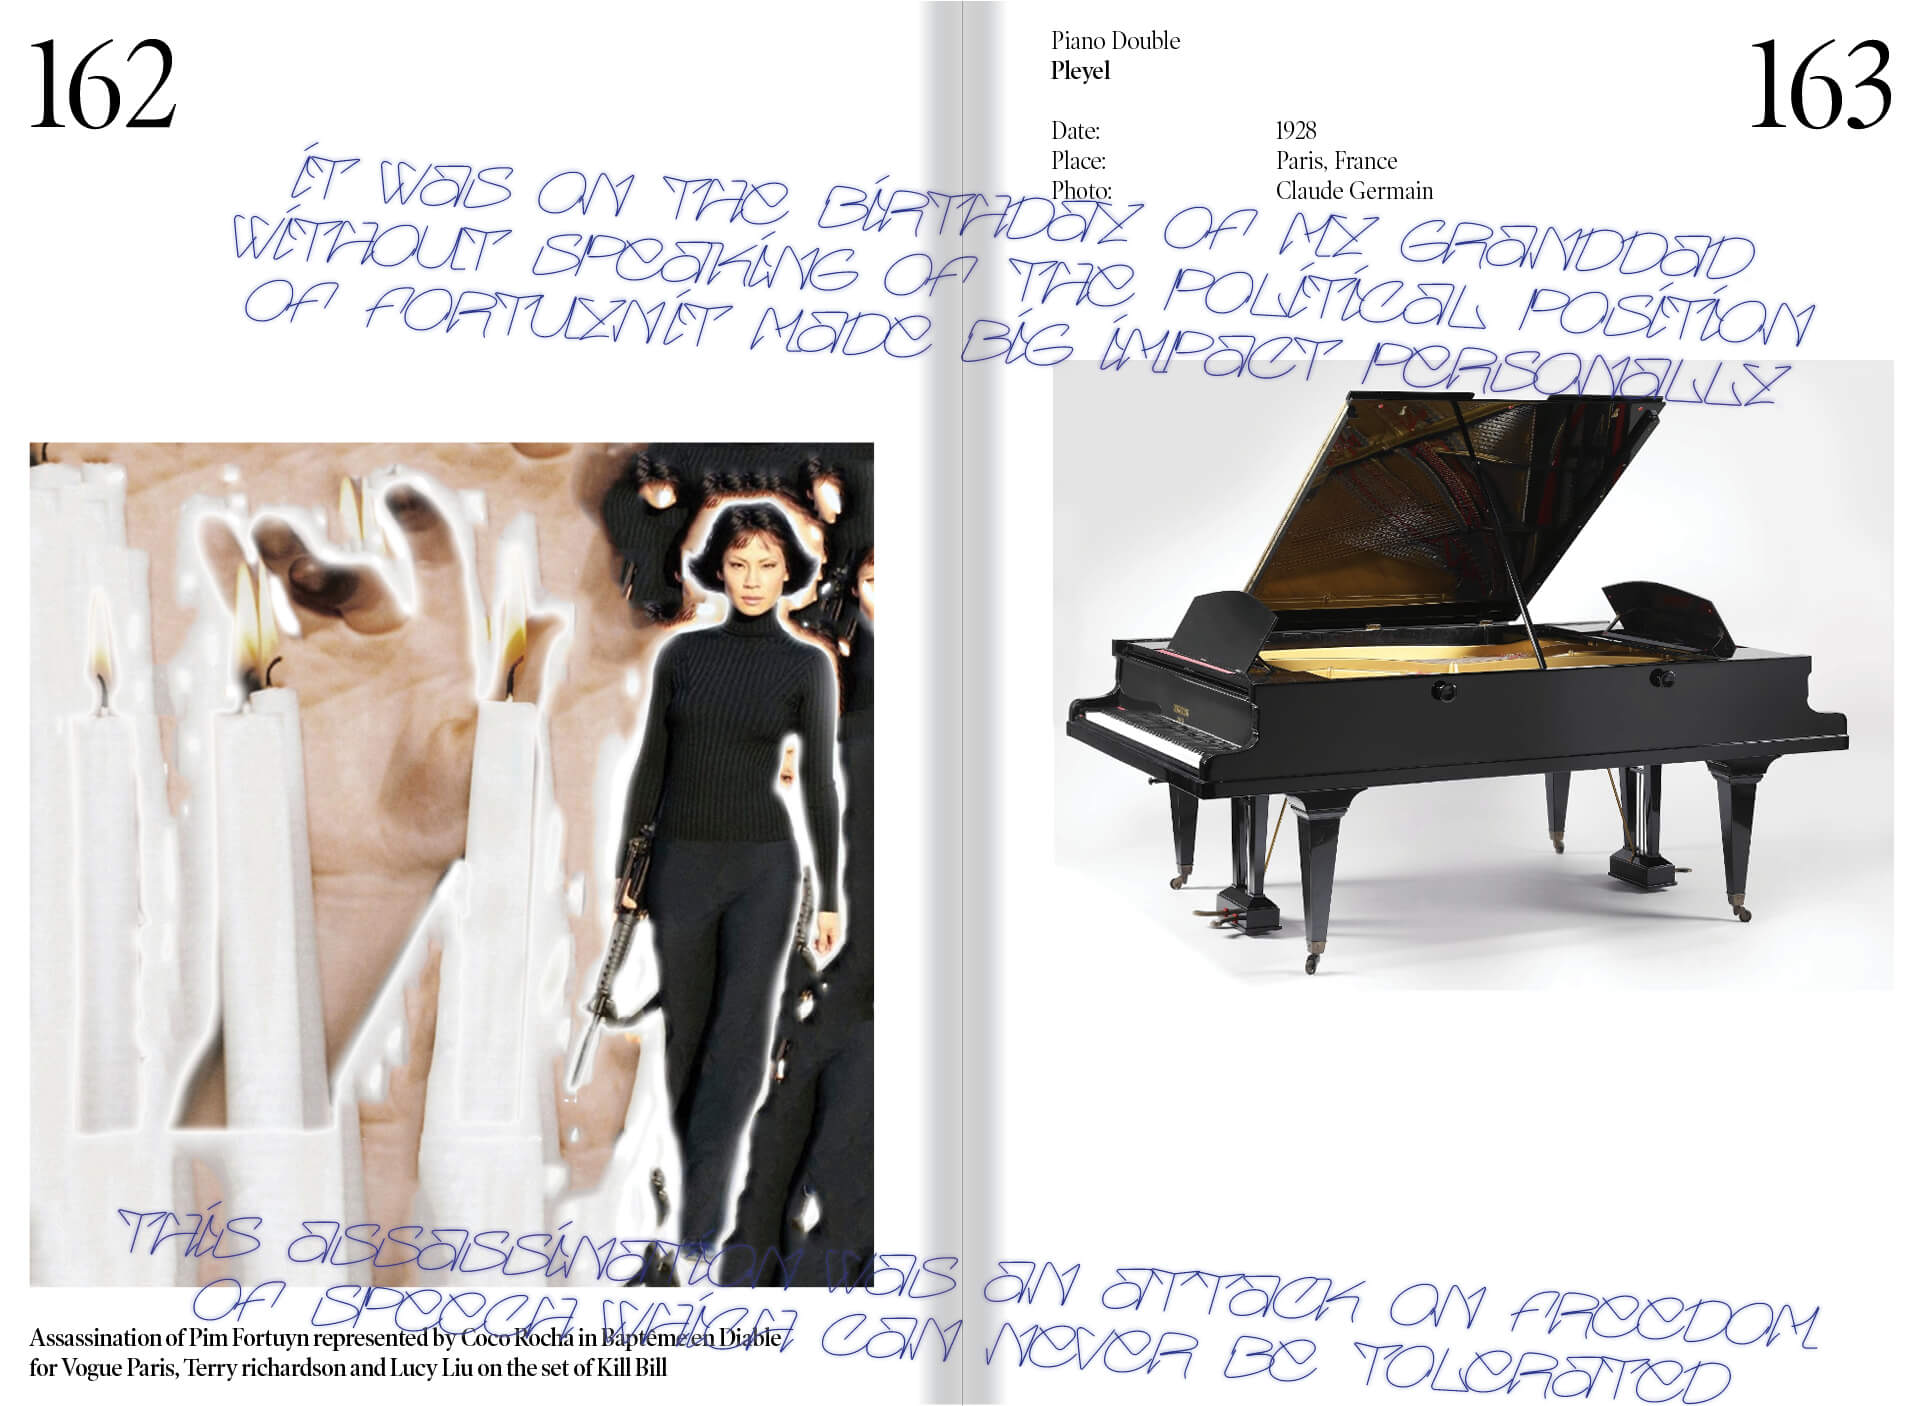 162
Piano Double
Pleyel
163
Date: 1928
Place: Paris, France
Photo: Claude Germain
IT WAS ON THE BIRTHDAY OF MY GRANDDAD
WITHOUT SPEAKING OF THE POLITICAL POSITION
OF FORTUYN IT MADE BIG IMPACT PERSONALLY
THIS ASSASSINATION WAS AN ATTACK ON FREEDOM
OF SPEECH WHICH CAN NEVER BE TOLERATED
Assassination of Pim Fortuyn represented by Coco Rocha in Baptême en Diable,
for Vogue Paris, Terry richardson and Lucy Liu on the set of Kill Bill